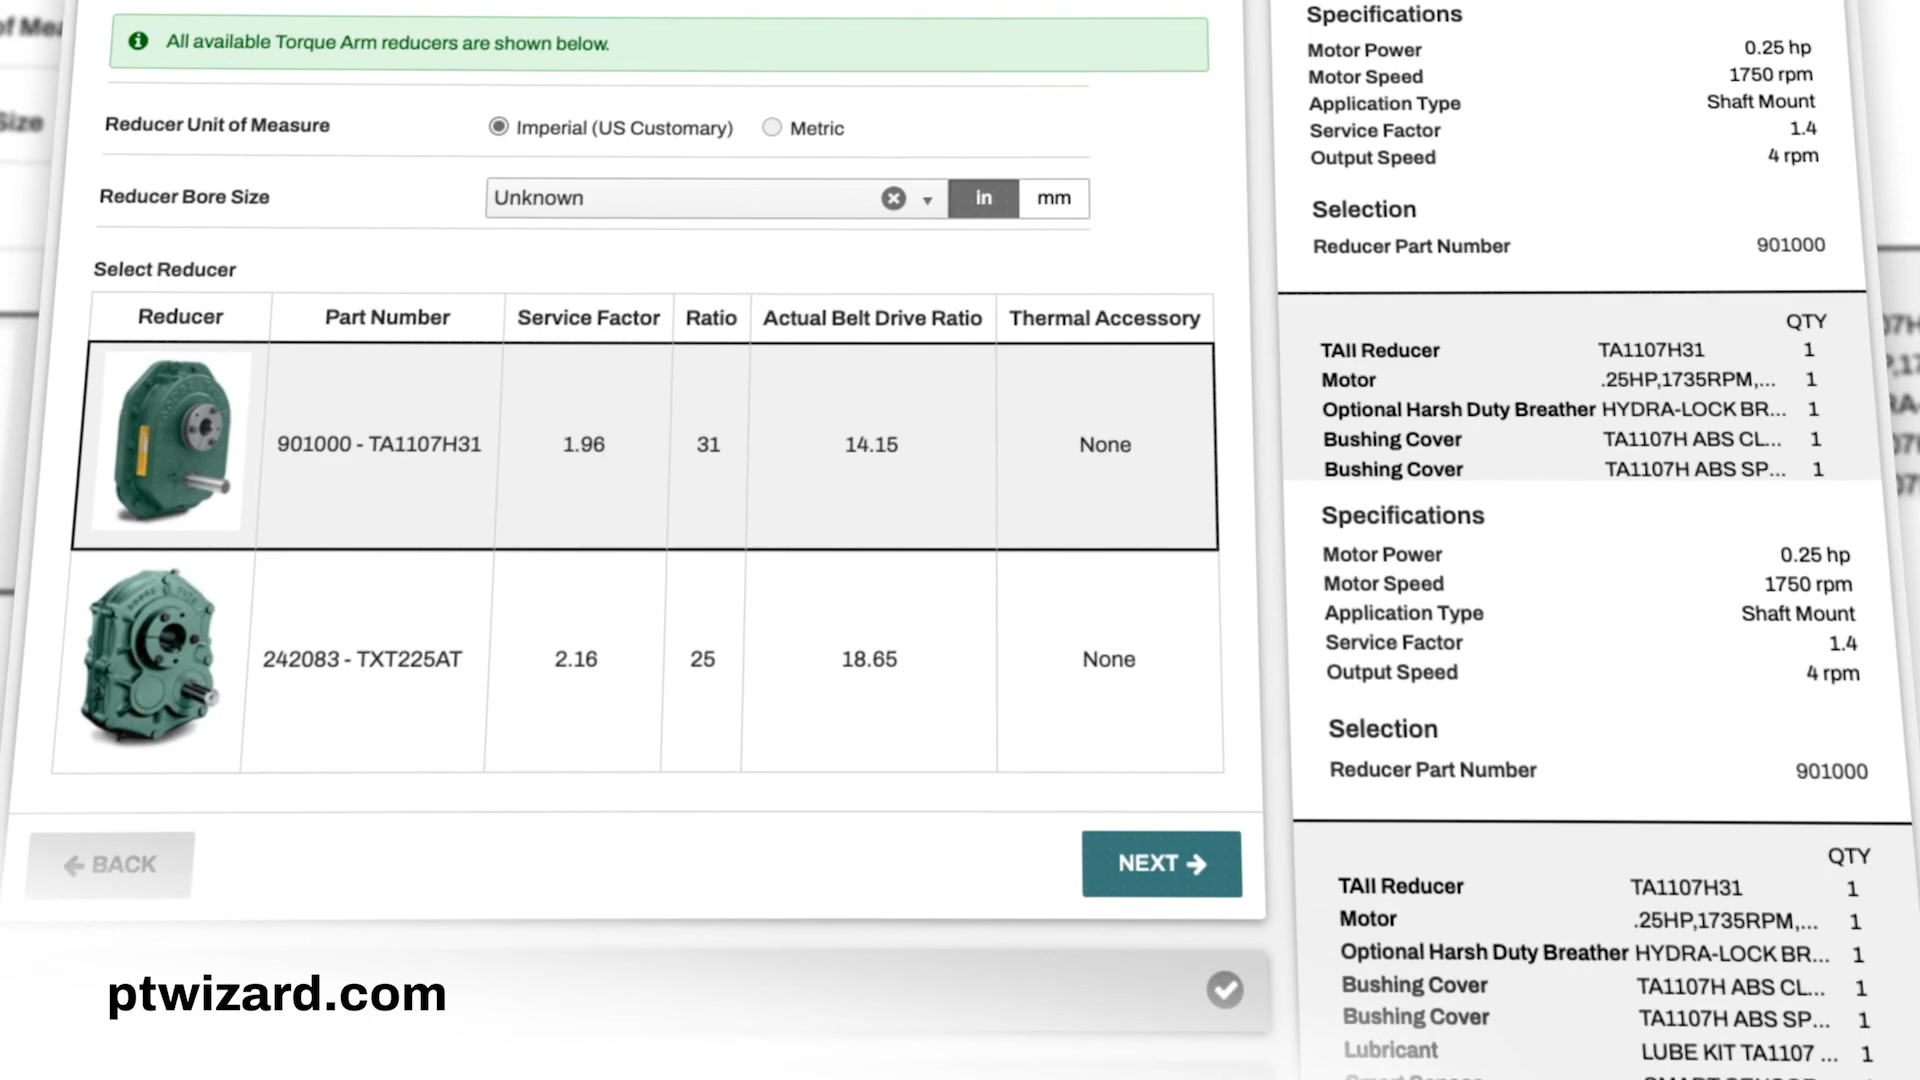 All available Torque Arm reducers are shown below.
Reducer Unit of Measure
Imperial (US Customary)
Metric
Reducer Bore Size
Unknown
in
mm
Select Reducer
Reducer Part Number Service Factor Ratio Actual Belt Drive Ratio Thermal Accessory
901000 - TA1107H31 1.96 31 14.15 None
242083 - TXT225AT 2.16 25 18.65 None
BACK
NEXT
ptwizard.com
Specifications
Motor Power 0.25 hp
Motor Speed 1750 rpm
Application Type Shaft Mount
Service Factor 1.4
Output Speed 4 rpm
Selection
Reducer Part Number 901000
QTY
TAII Reducer TA1107H31 1
Motor .25HP,1735RPM,... 1
Optional Harsh Duty Breather HYDRA-LOCK BR... 1
Bushing Cover TA1107H ABS CL... 1
Bushing Cover TA1107H ABS SP... 1
Specifications
Motor Power 0.25 hp
Motor Speed 1750 rpm
Application Type Shaft Mount
Service Factor 1.4
Output Speed 4 rpm
Selection
Reducer Part Number 901000
QTY
TAII Reducer TA1107H31 1
Motor .25HP,1735RPM,... 1
Optional Harsh Duty Breather HYDRA-LOCK BR... 1
Bushing Cover TA1107H ABS CL... 1
Bushing Cover TA1107H ABS SP... 1
Lubricant LUBE KIT TA1107 ... 1